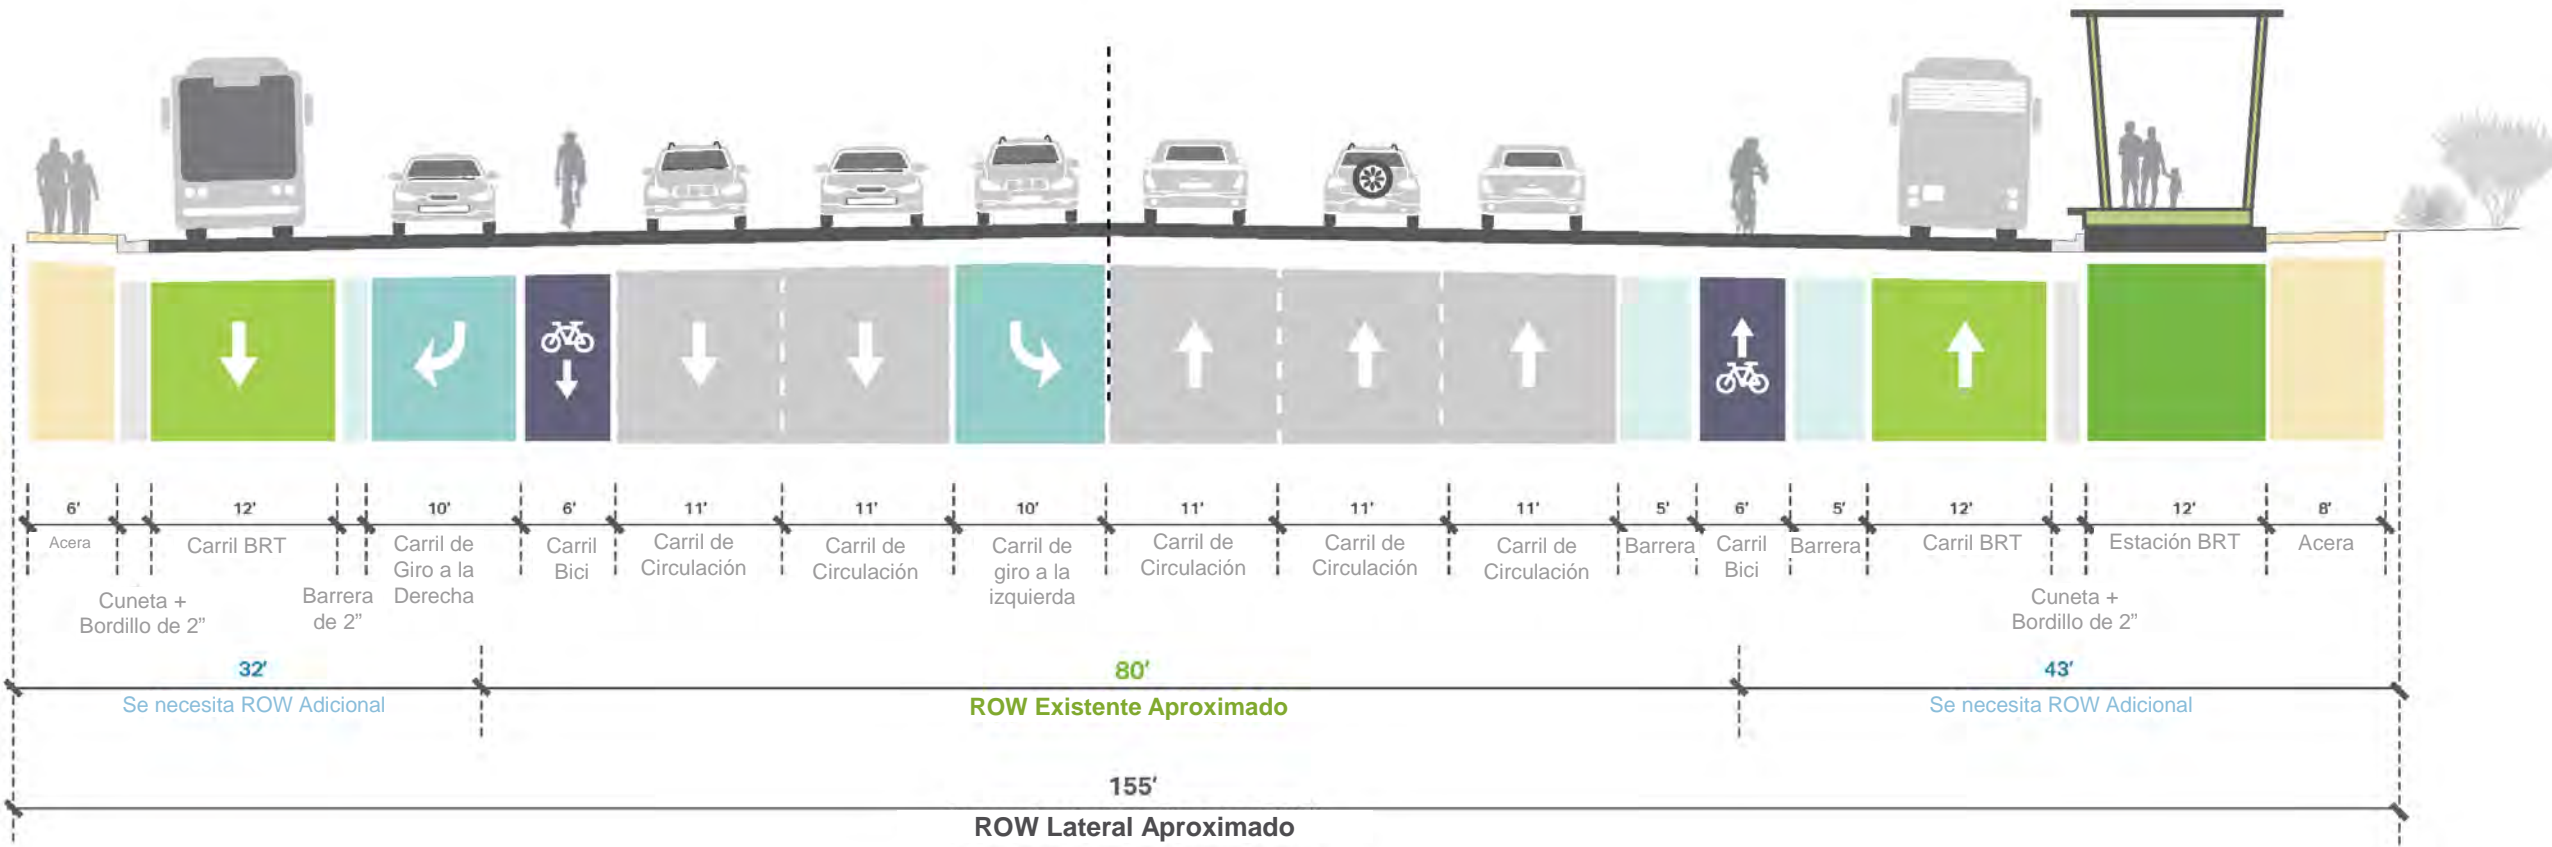 6'
12'
10'
6'
11'
11'
10'
11'
11'
11'
5'
6'
5'
12'
12'
8'
Acera
Carril BRT
Carril de
Giro a la
Derecha
Carril
Bici
Carril de
Circulación
Carril de
Circulación
Carril de
giro a la
izquierda
Carril de
Circulación
Carril de
Circulación
Carril de
Circulación
Barrera
Carril
Bici
Barrera
Carril BRT
Estación BRT
Acera
Cuneta +
Bordillo de 2”
Barrera
de 2”
Cuneta +
Bordillo de 2”
32'
Se necesita ROW Adicional
80'
ROW Existente Aproximado
43'
Se necesita ROW Adicional
155'
ROW Lateral Aproximado